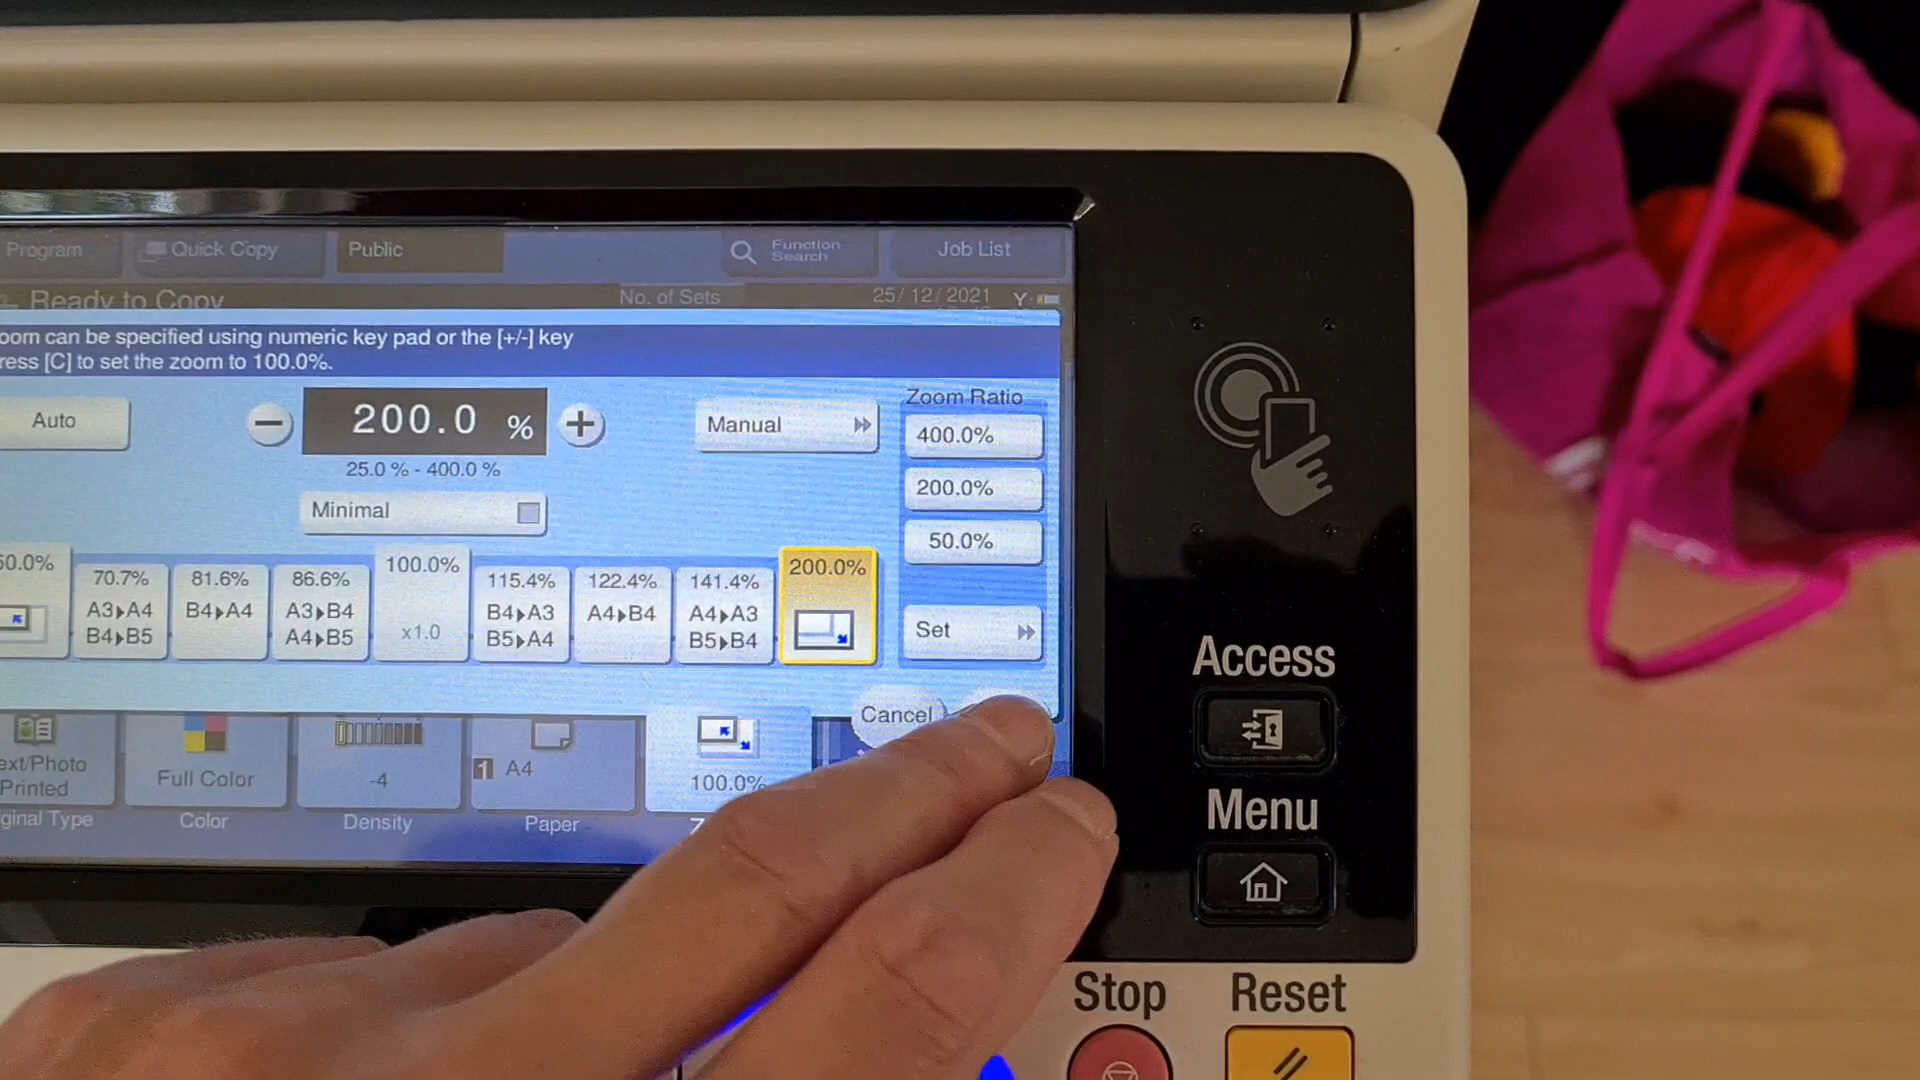 Program Quick Copy Public Function Search Job List
Ready to Copy No. of Sets 25/12/2021 Y
oom can be specified using numeric key pad or the [+/-] key
ress [C] to set the zoom to 100.0%.
Auto
200.0 %
25.0 % - 400.0 %
Minimal
Manual
Zoom Ratio
400.0%
200.0%
50.0%
Set
50.0%
70.7%
A3▸A4
B4▸B5
81.6%
B4▸A4
86.6%
A3▸B4
A4▸B5
100.0%
x1.0
115.4%
B4▸A3
B5▸A4
122.4%
A4▸B4
141.4%
A4▸A3
B5▸B4
200.0%
Cancel
ext/Photo
Printed
ginal Type
Full Color
Color
-4
Density
1 A4
Paper
100.0%
Access
Menu
Stop
Reset